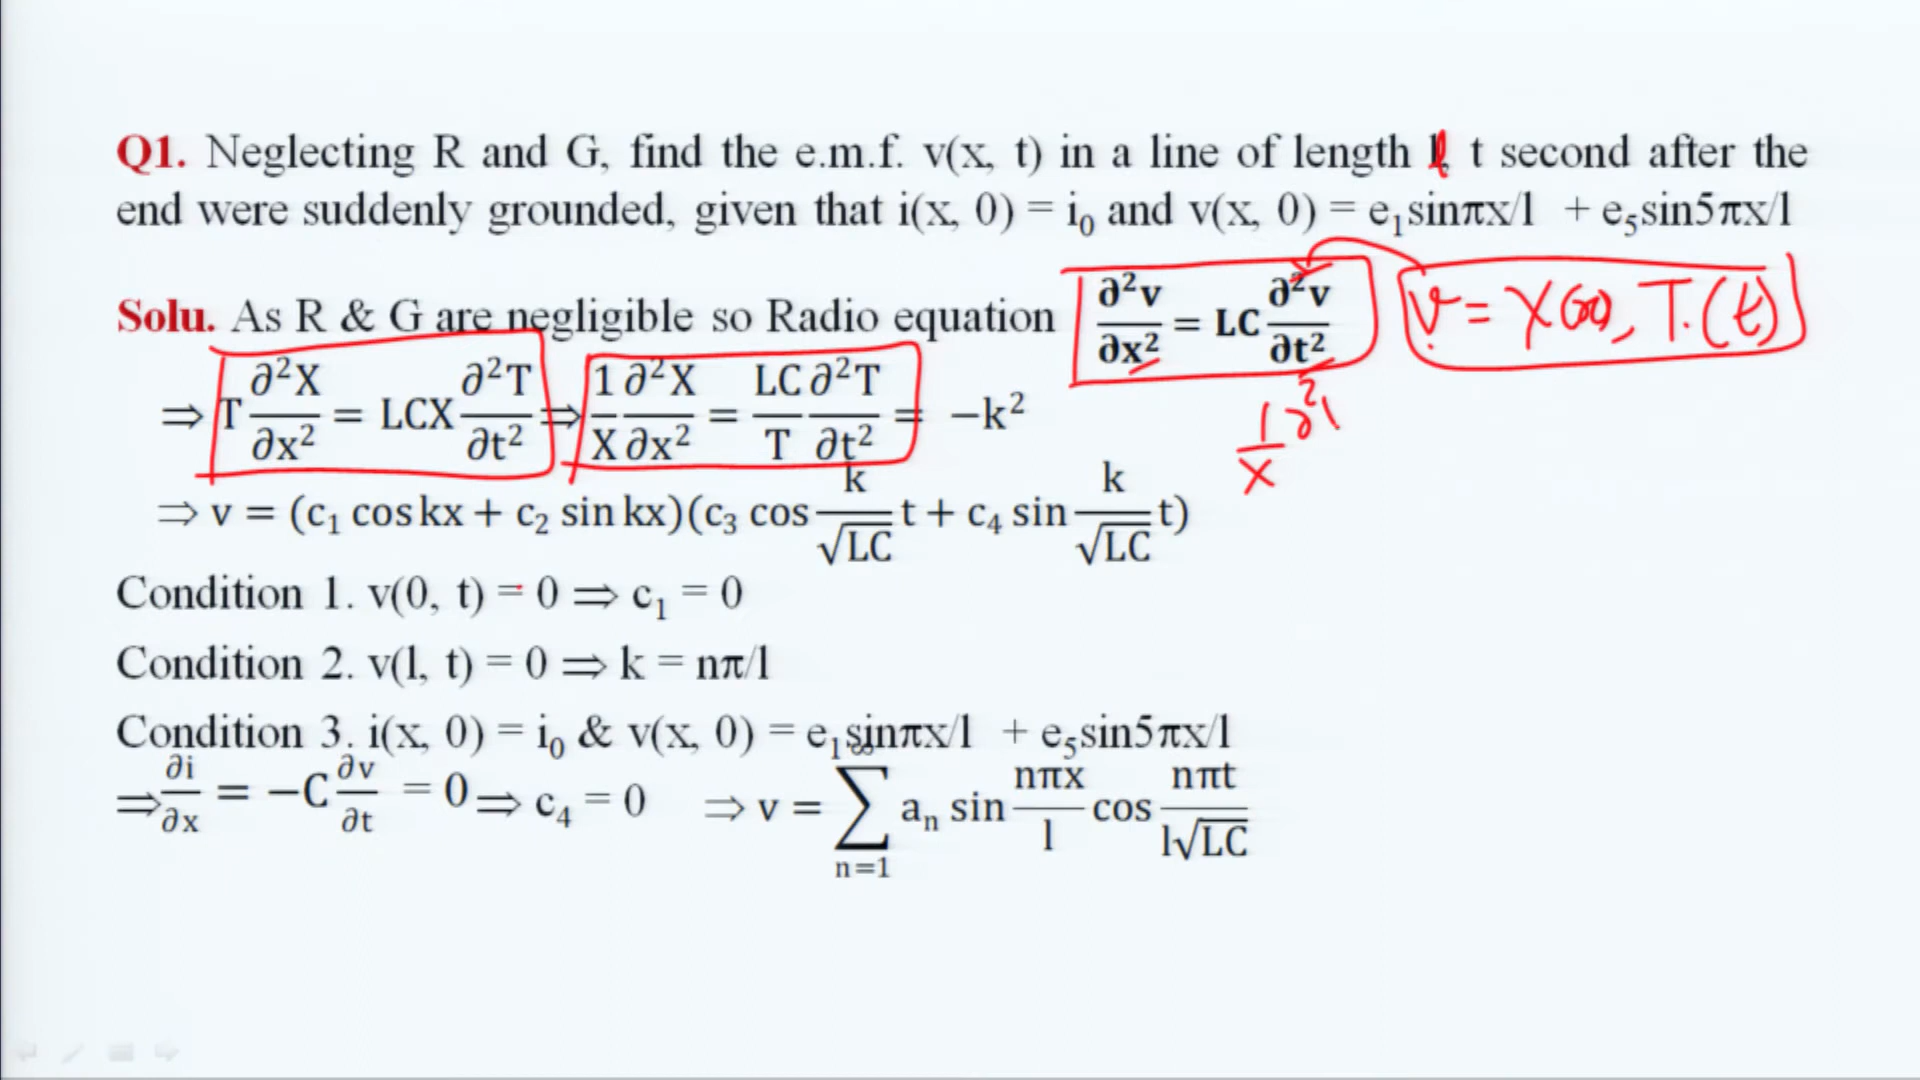 Q1. Neglecting R and G, find the e.m.f. v(x, t) in a line of length l, t second after the
end were suddenly grounded, given that i(x, 0) = i₀ and v(x, 0) = e₁sinπx/l + e₅sin5πx/l
Solu. As R & G are negligible so Radio equation ∂²v/∂x² = LC ∂²v/∂t² v = X(x), T.(t)
⇒ T ∂²X/∂x² = LCX ∂²T/∂t² ⇒ 1/X ∂²X/∂x² = LC/T ∂²T/∂t² = −k²
1/X ∂²
⇒ v = (c₁ cos kx + c₂ sin kx)(c₃ cos k/√LC t + c₄ sin k/√LC t)
Condition 1. v(0, t) = 0 ⇒ c₁ = 0
Condition 2. v(l, t) = 0 ⇒ k = nπ/l
Condition 3. i(x, 0) = i₀ & v(x, 0) = e₁sinπx/l + e₅sin5πx/l
⇒ ∂i/∂x = −C ∂v/∂t = 0 ⇒ c₄ = 0 ⇒ v = ∑_{n=1}^{∞} aₙ sin nπx/l cos nπt/l√LC